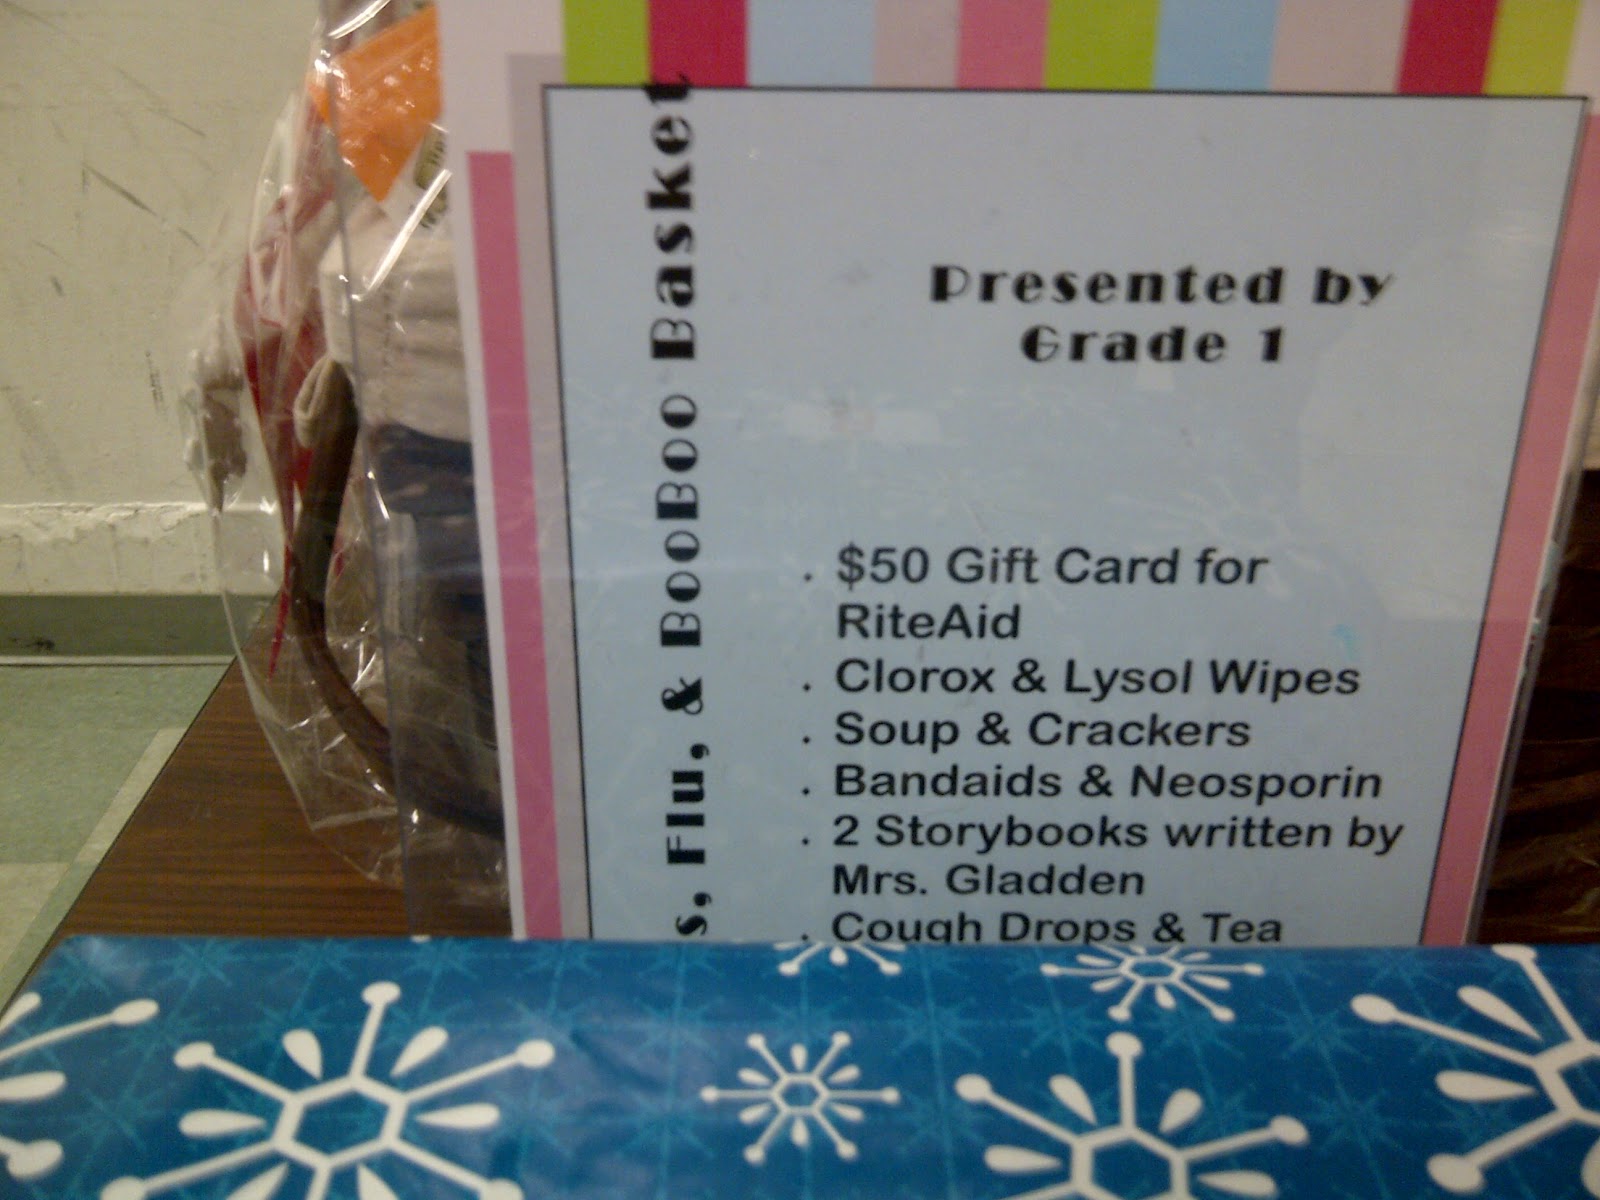 s, Flu, & BooBoo Basket
Presented by
Grade 1
. $50 Gift Card for
RiteAid
. Clorox & Lysol Wipes
. Soup & Crackers
. Bandaids & Neosporin
. 2 Storybooks written by
Mrs. Gladden
. Cough Drops & Tea